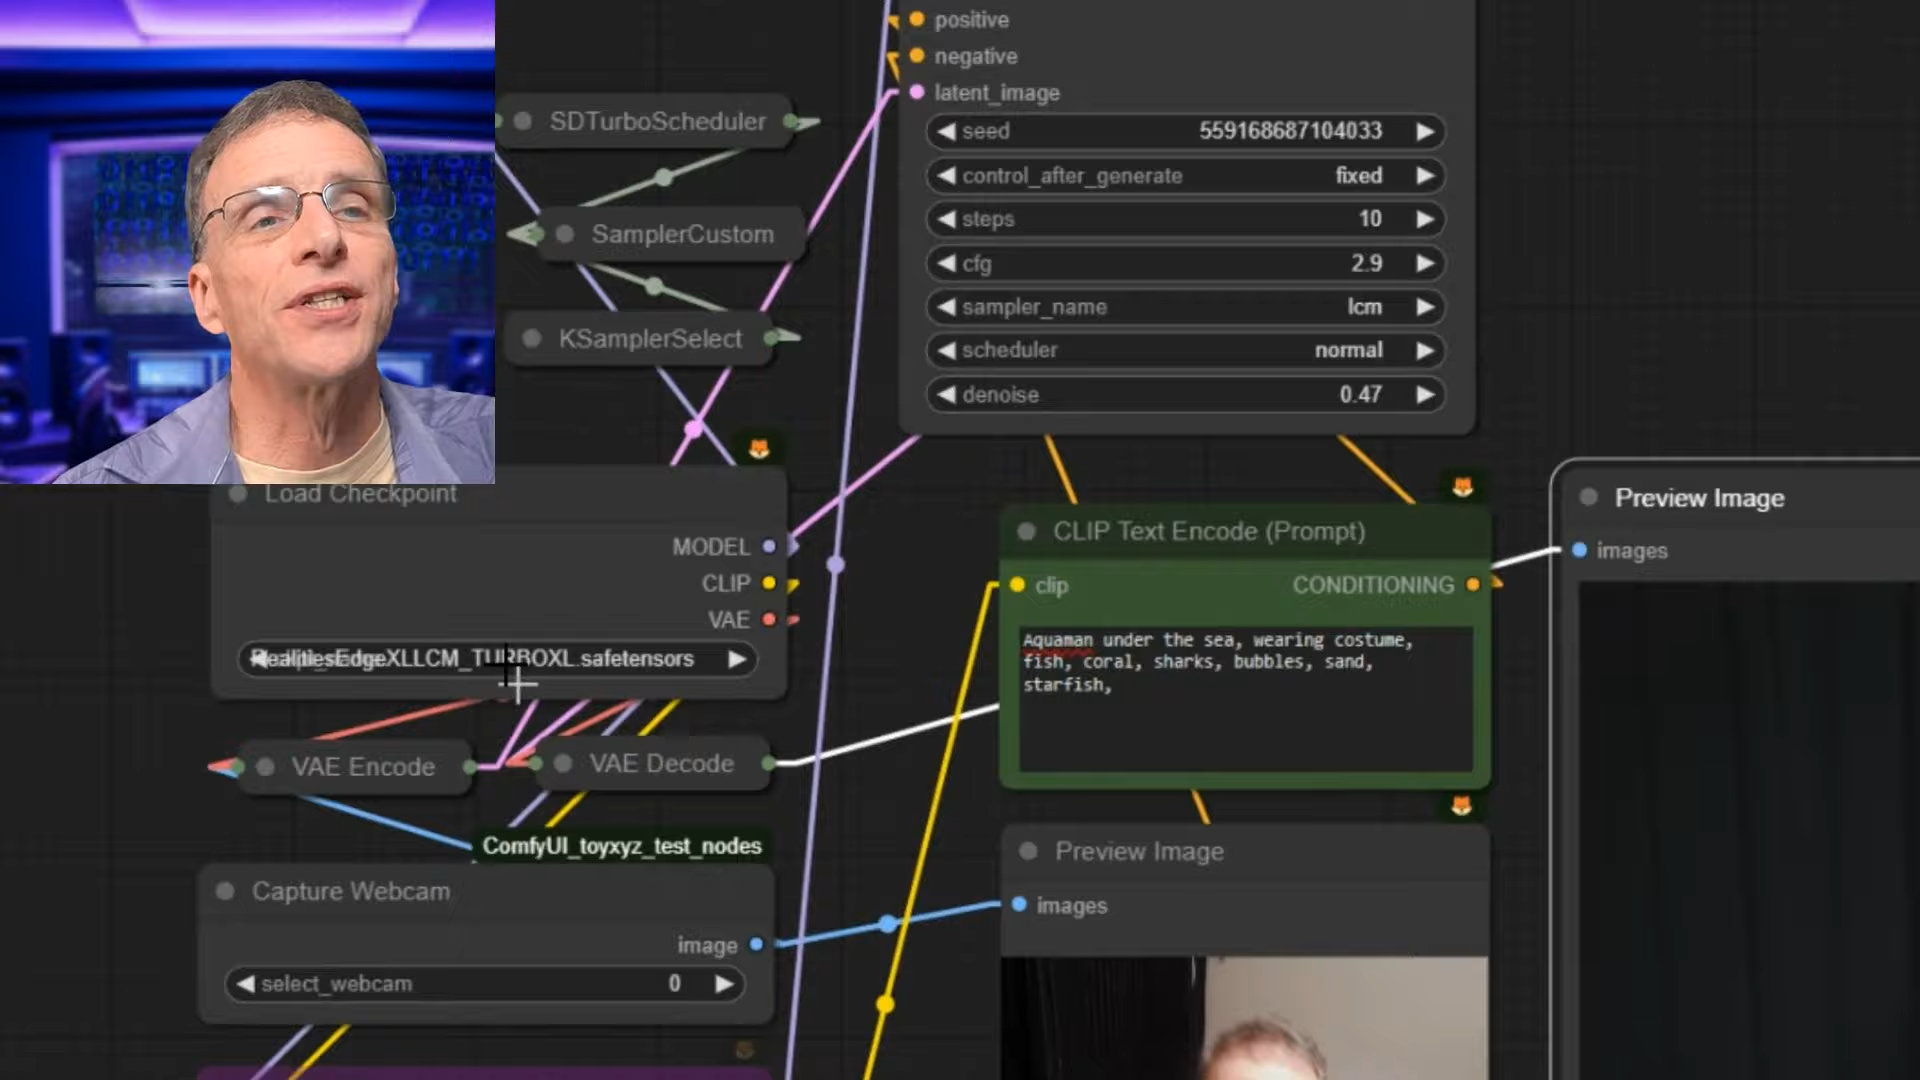 positive
negative
latent_image
seed 559168687104033
control_after_generate fixed
steps 10
cfg 2.9
sampler_name lcm
scheduler normal
denoise 0.47
SDTurboScheduler
SamplerCustom
KSamplerSelect
Load Checkpoint
MODEL
CLIP
VAE
RealitiesEdgeXLLCM_TURBOXL.safetensors
VAE Encode
VAE Decode
CLIP Text Encode (Prompt)
clip CONDITIONING
Aquaman under the sea, wearing costume,
fish, coral, sharks, bubbles, sand,
starfish,
Preview Image
images
ComfyUI_toyxyz_test_nodes
Capture Webcam
image
select_webcam 0
Preview Image
images